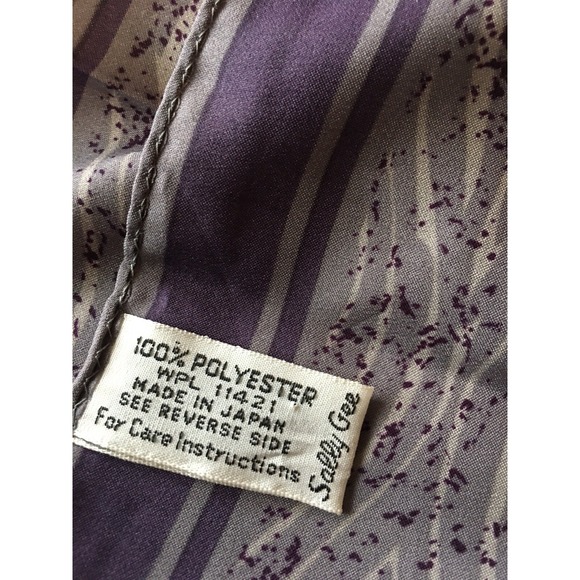 100% POLYESTER
WPL 11421
MADE IN JAPAN
SEE REVERSE SIDE
For Care Instructions
Sally Gee